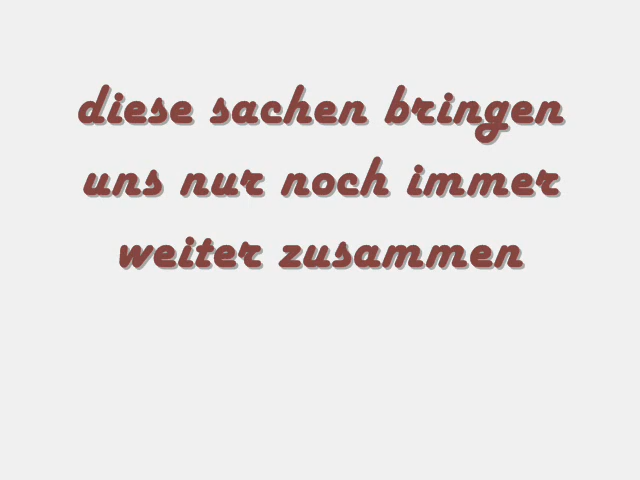 diese sachen bringen
uns nur noch immer
weiter zusammen